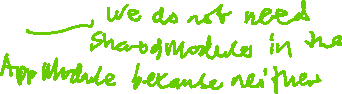 we do not need
SharedModules in the
AppModule because neither